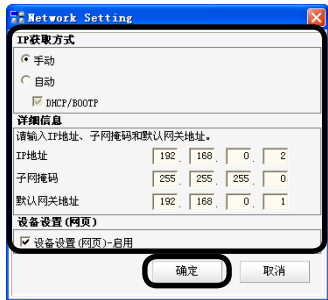 Network Setting
IP获取方式
手动
自动
DHCP/BOOTP
详细信息
请输入IP地址、子网掩码和默认网关地址。
IP地址 192. 168. 0. 2
子网掩码 255. 255. 255. 0
默认网关地址 192. 168. 0. 1
设备设置(网页)
设备设置(网页)-启用
确定 取消